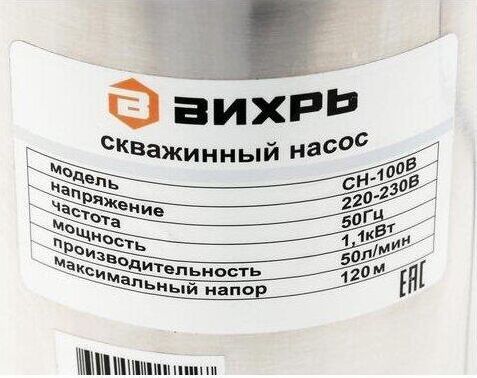 ВИХРЬ
скважинный насос
модель СН-100В
напряжение 220-230В
частота 50Гц
мощность 1,1кВт
производительность 50л/мин
максимальный напор 120м
ЕАС